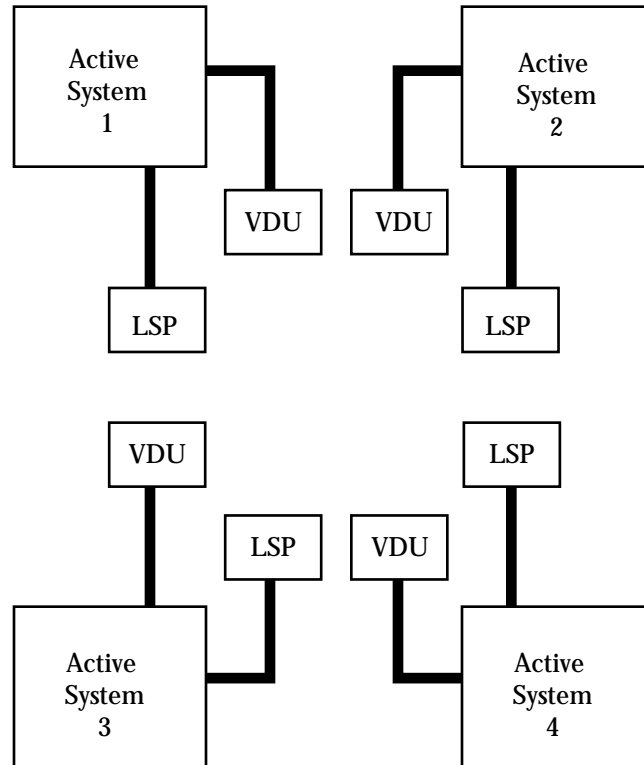 Active
System
1
Active
System
2
VDU
VDU
LSP
LSP
VDU
LSP
LSP
VDU
Active
System
3
Active
System
4